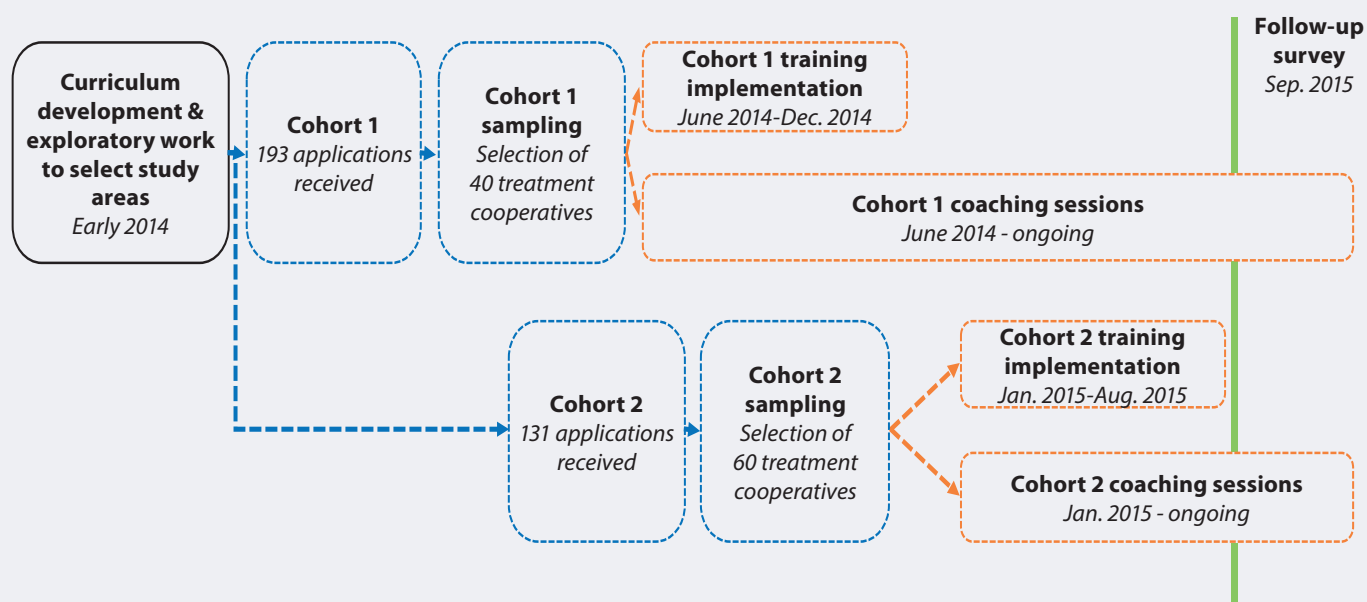 Curriculum
development &
exploratory work
to select study
areas
Early 2014
Cohort 1
193 applications
received
Cohort 1
sampling
Selection of
40 treatment
cooperatives
Cohort 1 training
implementation
June 2014-Dec. 2014
Cohort 1 coaching sessions
June 2014 - ongoing
Follow-up
survey
Sep. 2015
Cohort 2
131 applications
received
Cohort 2
sampling
Selection of
60 treatment
cooperatives
Cohort 2 training
implementation
Jan. 2015-Aug. 2015
Cohort 2 coaching sessions
Jan. 2015 - ongoing